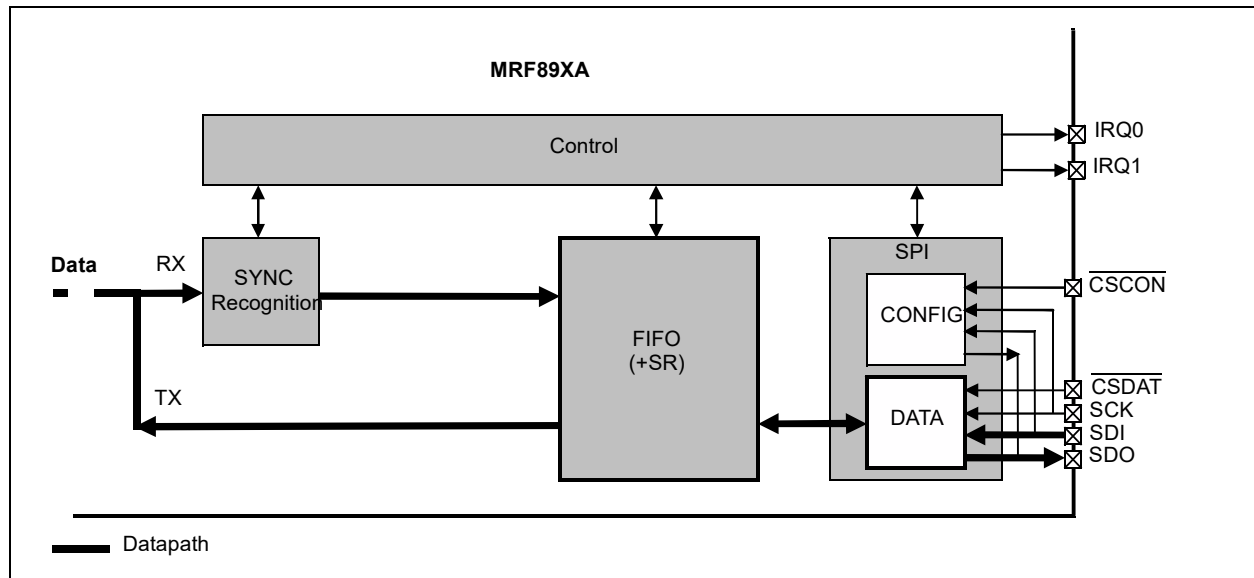 MRF89XA
Control
IRQ0
IRQ1
Data
RX
SYNC
Recognition
SPI
CSCON
CONFIG
FIFO
(+SR)
TX
CSDAT
SCK
DATA
SDI
SDO
Datapath